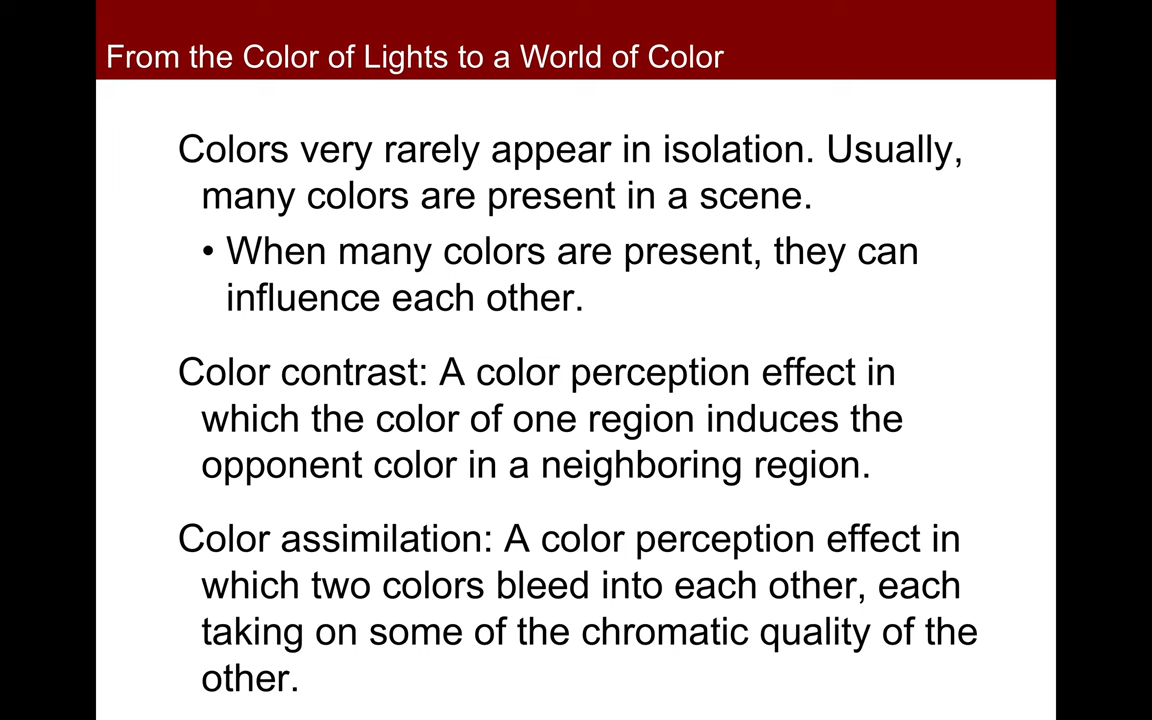 From the Color of Lights to a World of Color
Colors very rarely appear in isolation. Usually,
many colors are present in a scene.
• When many colors are present, they can
influence each other.
Color contrast: A color perception effect in
which the color of one region induces the
opponent color in a neighboring region.
Color assimilation: A color perception effect in
which two colors bleed into each other, each
taking on some of the chromatic quality of the
other.